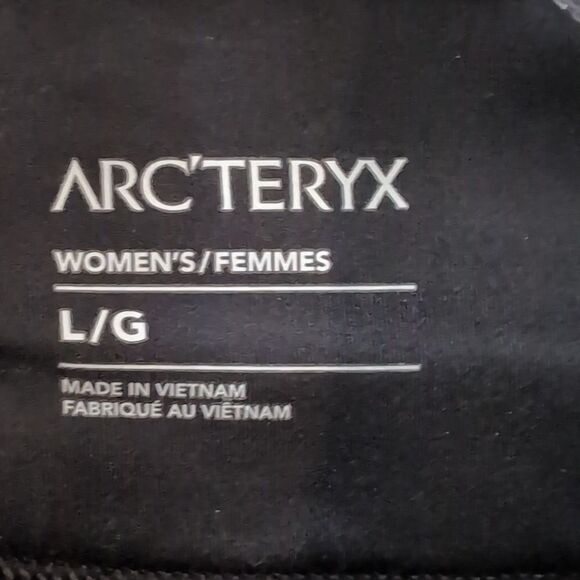 ARC'TERYX
WOMEN'S/FEMMES
L/G
MADE IN VIETNAM
FABRIQUÉ AU VIÊTNAM